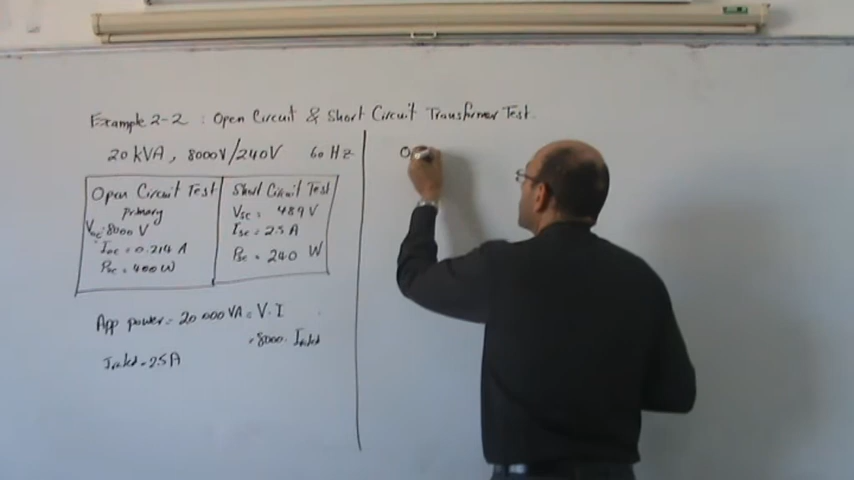 Example 2-2 : Open Circuit & Short Circuit Transformer Test.
20 kVA, 8000V/240V 60 Hz
Open Circuit Test
Primary
Voc=8000 V
Ioc = 0.214 A
Psc = 400 W
Short Circuit Test
Vsc = 489 V
Isc = 2.5 A
Psc = 240 W
App power = 20 000 VA = V.I
=8000. Irated
Irated = 2.5 A
O